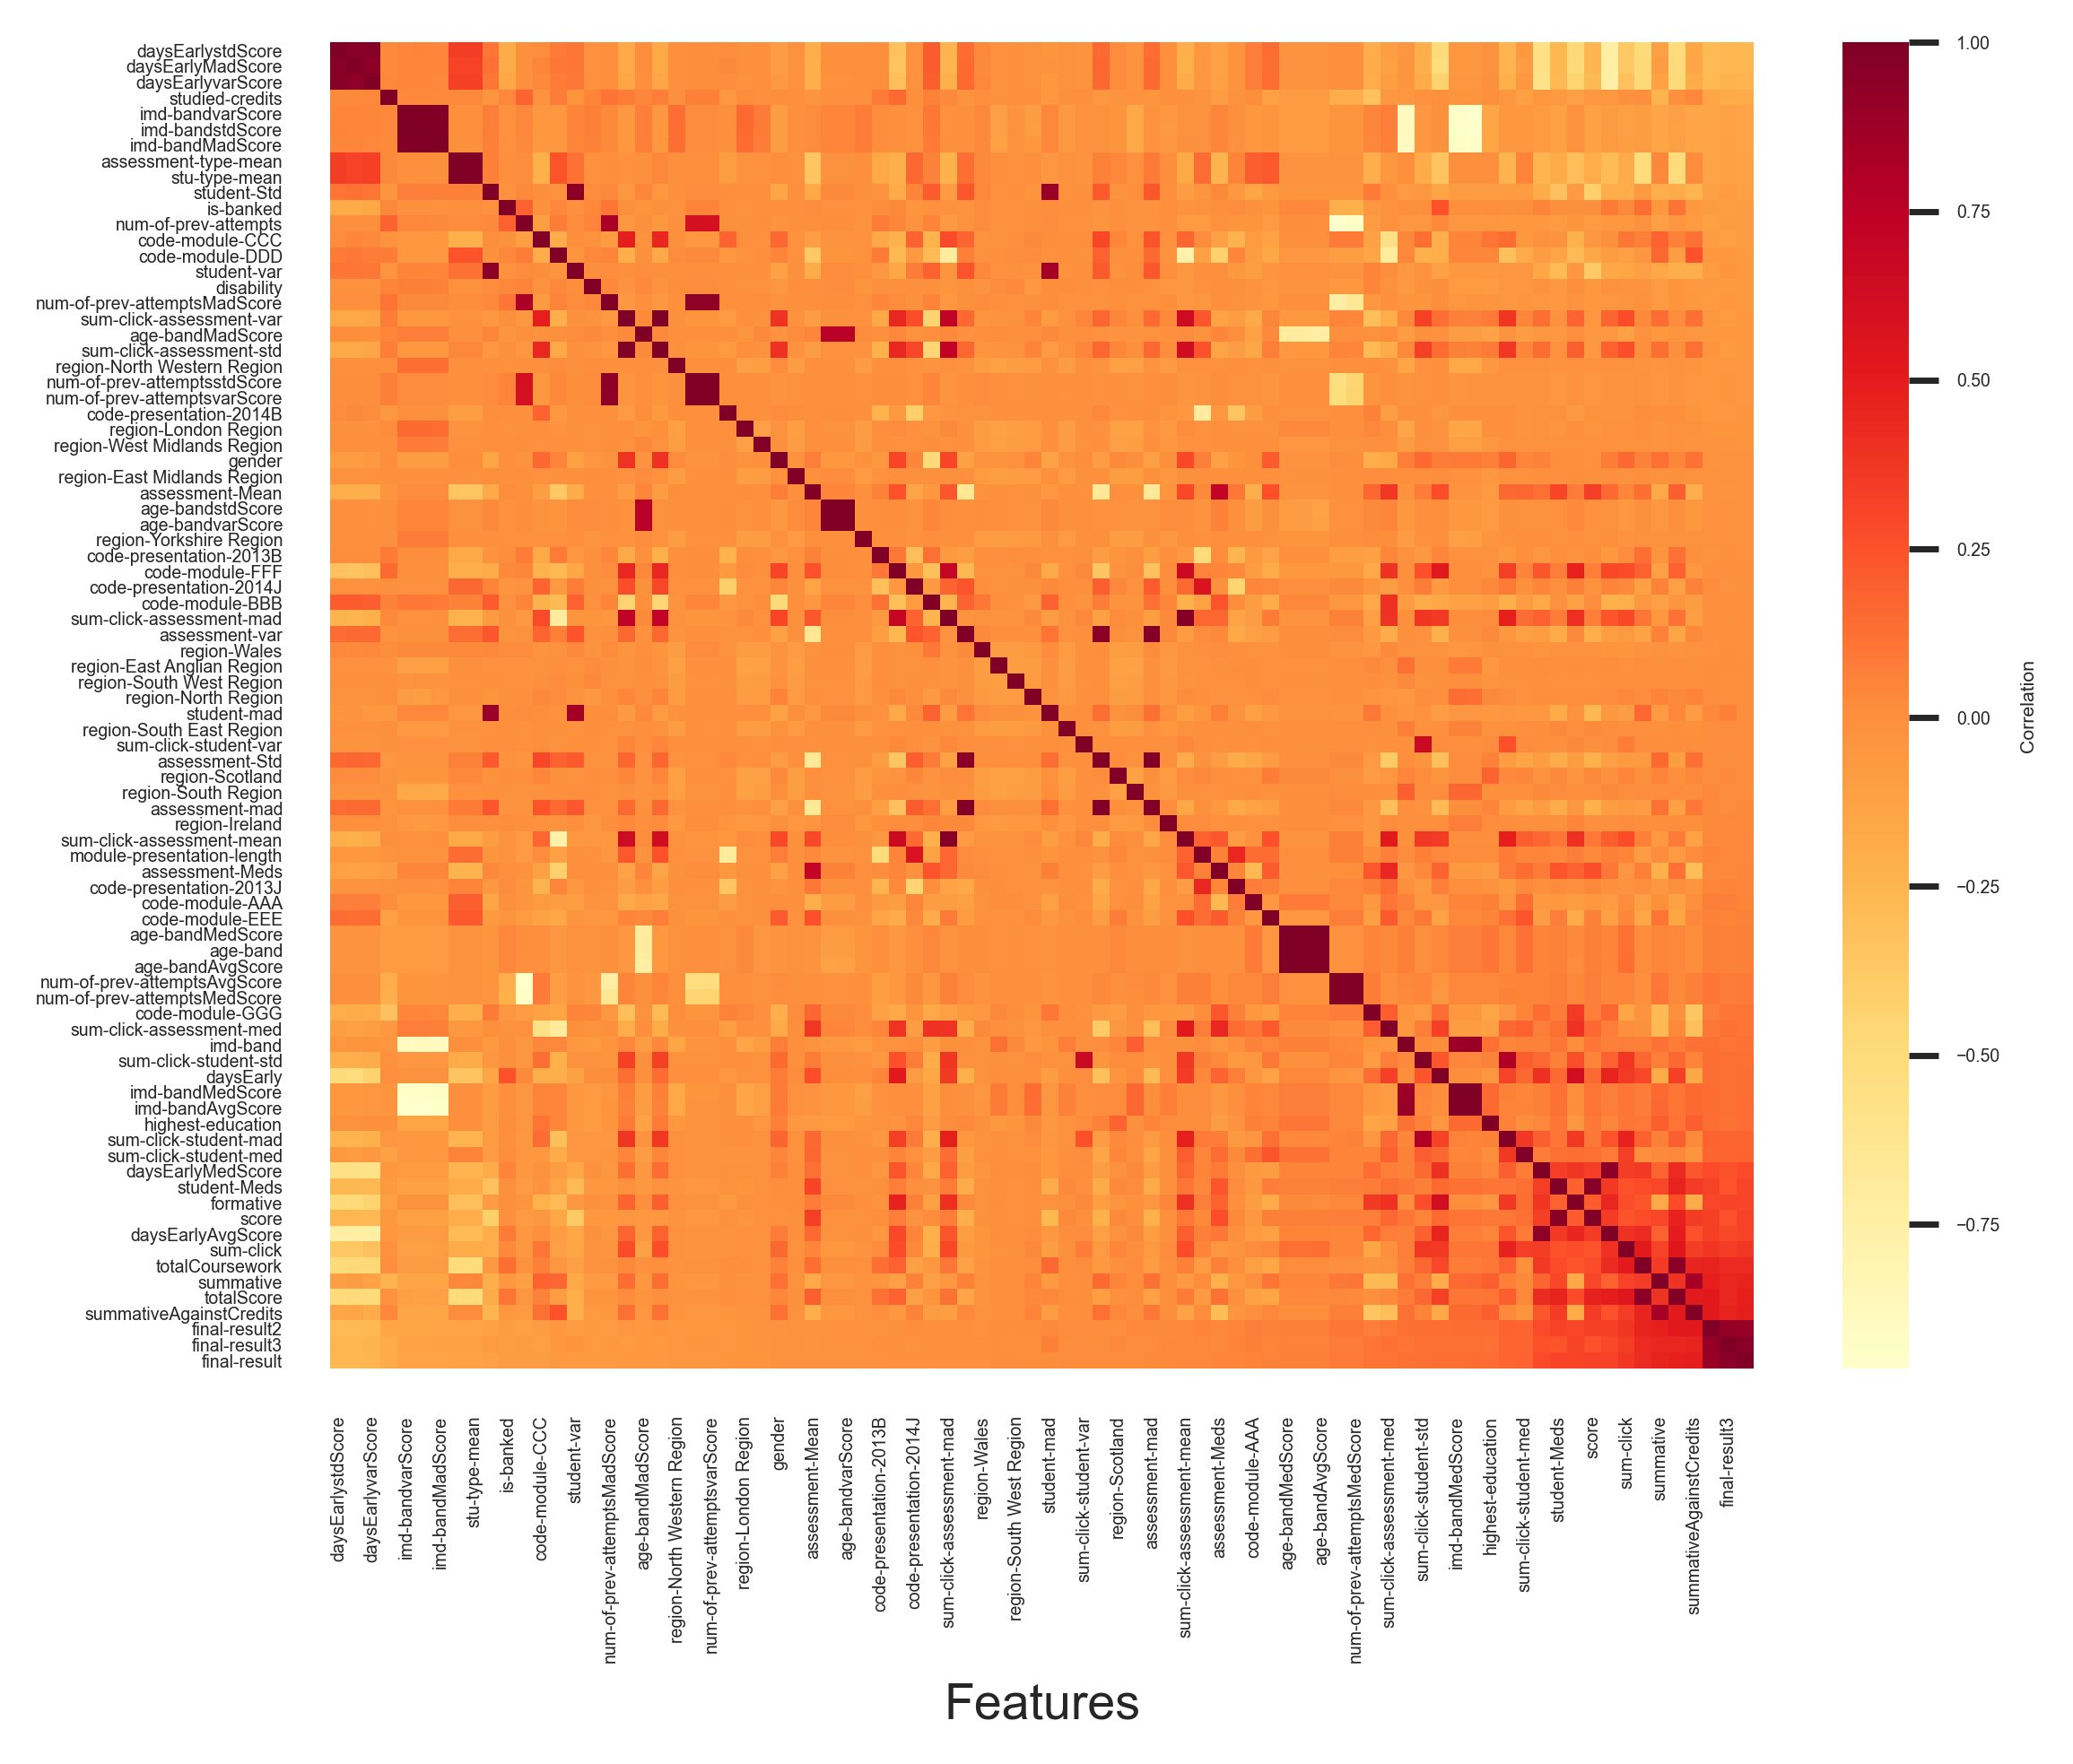 daysEarlystdScore
daysEarlyMadScore
daysEarlyvarScore
studied-credits
imd-bandvarScore
imd-bandstdScore
imd-bandMadScore
assessment-type-mean
stu-type-mean
student-Std
is-banked
num-of-prev-attempts
code-module-CCC
code-module-DDD
student-var
disability
num-of-prev-attemptsMadScore
sum-click-assessment-var
age-bandMadScore
sum-click-assessment-std
region-North Western Region
num-of-prev-attemptsstdScore
num-of-prev-attemptsvarScore
code-presentation-2014B
region-London Region
region-West Midlands Region
gender
region-East Midlands Region
assessment-Mean
age-bandstdScore
age-bandvarScore
region-Yorkshire Region
code-presentation-2013B
code-module-FFF
code-presentation-2014J
code-module-BBB
sum-click-assessment-mad
assessment-var
region-Wales
region-East Anglian Region
region-South West Region
region-North Region
student-mad
region-South East Region
sum-click-student-var
assessment-Std
region-Scotland
region-South Region
assessment-mad
region-Ireland
sum-click-assessment-mean
module-presentation-length
assessment-Meds
code-presentation-2013J
code-module-AAA
code-module-EEE
age-bandMedScore
age-band
age-bandAvgScore
num-of-prev-attemptsAvgScore
num-of-prev-attemptsMedScore
code-module-GGG
sum-click-assessment-med
imd-band
sum-click-student-std
daysEarly
imd-bandMedScore
imd-bandAvgScore
highest-education
sum-click-student-mad
sum-click-student-med
daysEarlyMedScore
student-Meds
formative
score
daysEarlyAvgScore
sum-click
totalCoursework
summative
totalScore
summativeAgainstCredits
final-result2
final-result3
final-result
daysEarlystdScore
daysEarlyvarScore
imd-bandvarScore
imd-bandMadScore
stu-type-mean
is-banked
code-module-CCC
student-var
num-of-prev-attemptsMadScore
age-bandMadScore
region-North Western Region
num-of-prev-attemptsvarScore
region-London Region
gender
assessment-Mean
age-bandvarScore
code-presentation-2013B
code-presentation-2014J
sum-click-assessment-mad
region-Wales
region-South West Region
student-mad
sum-click-student-var
region-Scotland
assessment-mad
sum-click-assessment-mean
assessment-Meds
code-module-AAA
age-bandMedScore
age-bandAvgScore
num-of-prev-attemptsMedScore
sum-click-assessment-med
sum-click-student-std
imd-bandMedScore
highest-education
sum-click-student-med
student-Meds
score
sum-click
summative
summativeAgainstCredits
final-result3
Features
1.00
0.75
0.50
0.25
0.00
−0.25
−0.50
−0.75
Correlation